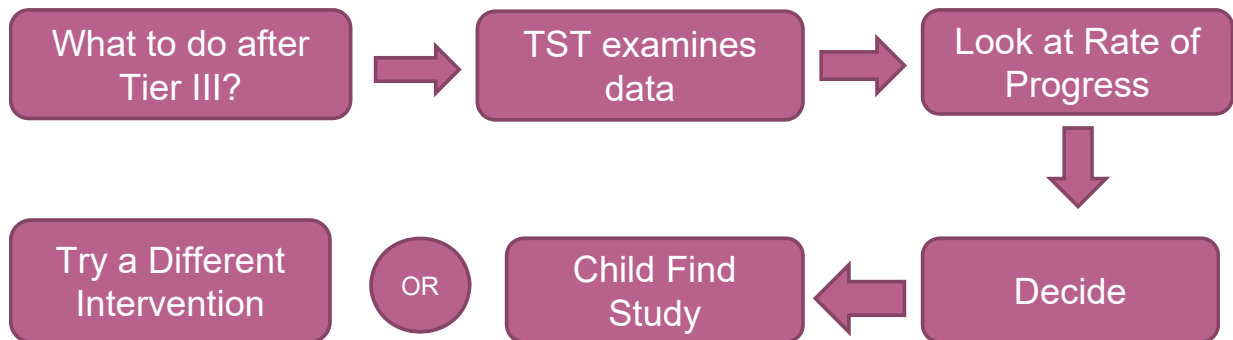 What to do after
Tier III?
TST examines
data
Look at Rate of
Progress
Decide
Child Find
Study
OR
Try a Different
Intervention